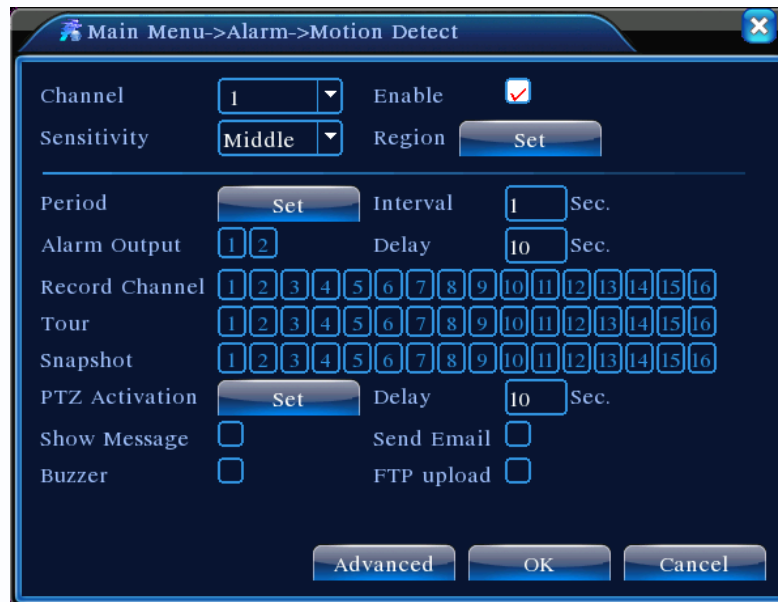 Main Menu->Alarm->Motion Detect
Channel 1 Enable
Sensitivity Middle Region Set
Period Set Interval 1 Sec.
Alarm Output 1 2 Delay 10 Sec.
Record Channel 1 2 3 4 5 6 7 8 9 10 11 12 13 14 15 16
Tour 1 2 3 4 5 6 7 8 9 10 11 12 13 14 15 16
Snapshot 1 2 3 4 5 6 7 8 9 10 11 12 13 14 15 16
PTZ Activation Set Delay 10 Sec.
Show Message Send Email
Buzzer FTP upload
Advanced OK Cancel